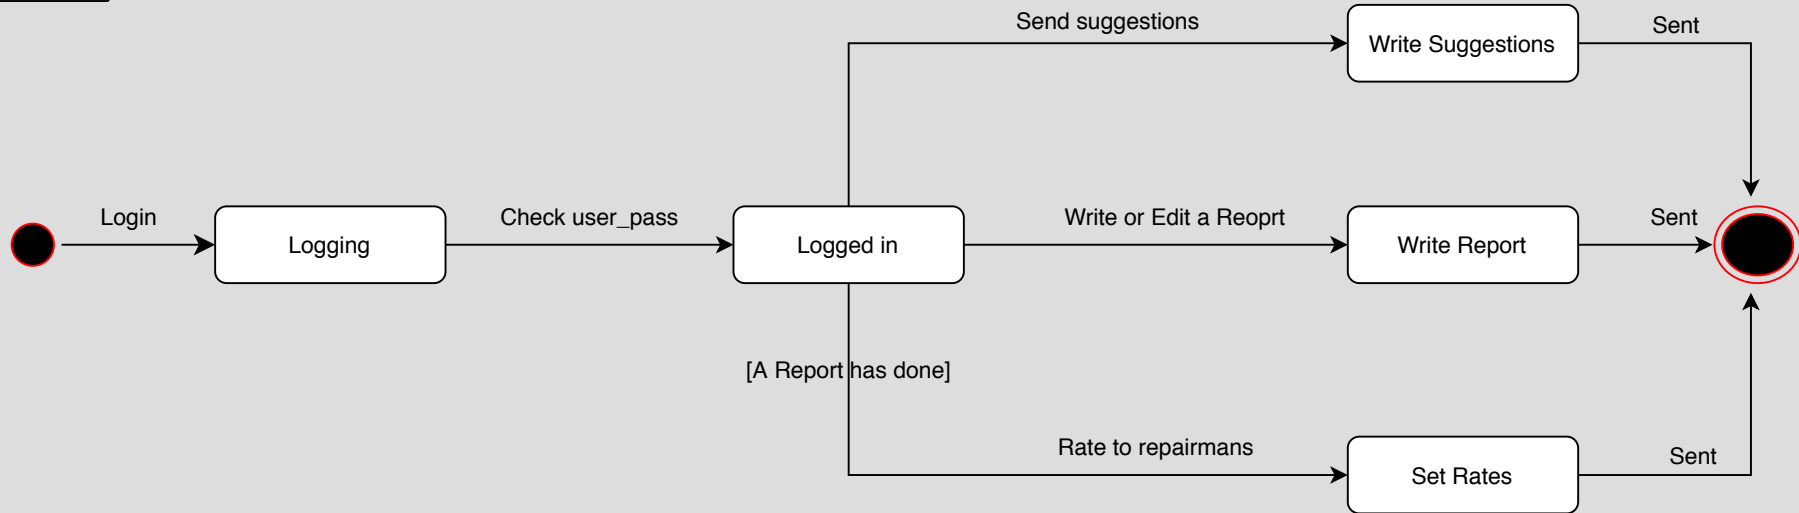 Send suggestions
Write Suggestions
Sent
Login
Logging
Check user_pass
Logged in
Write or Edit a Reoprt
Write Report
Sent
[A Report has done]
Rate to repairmans
Set Rates
Sent